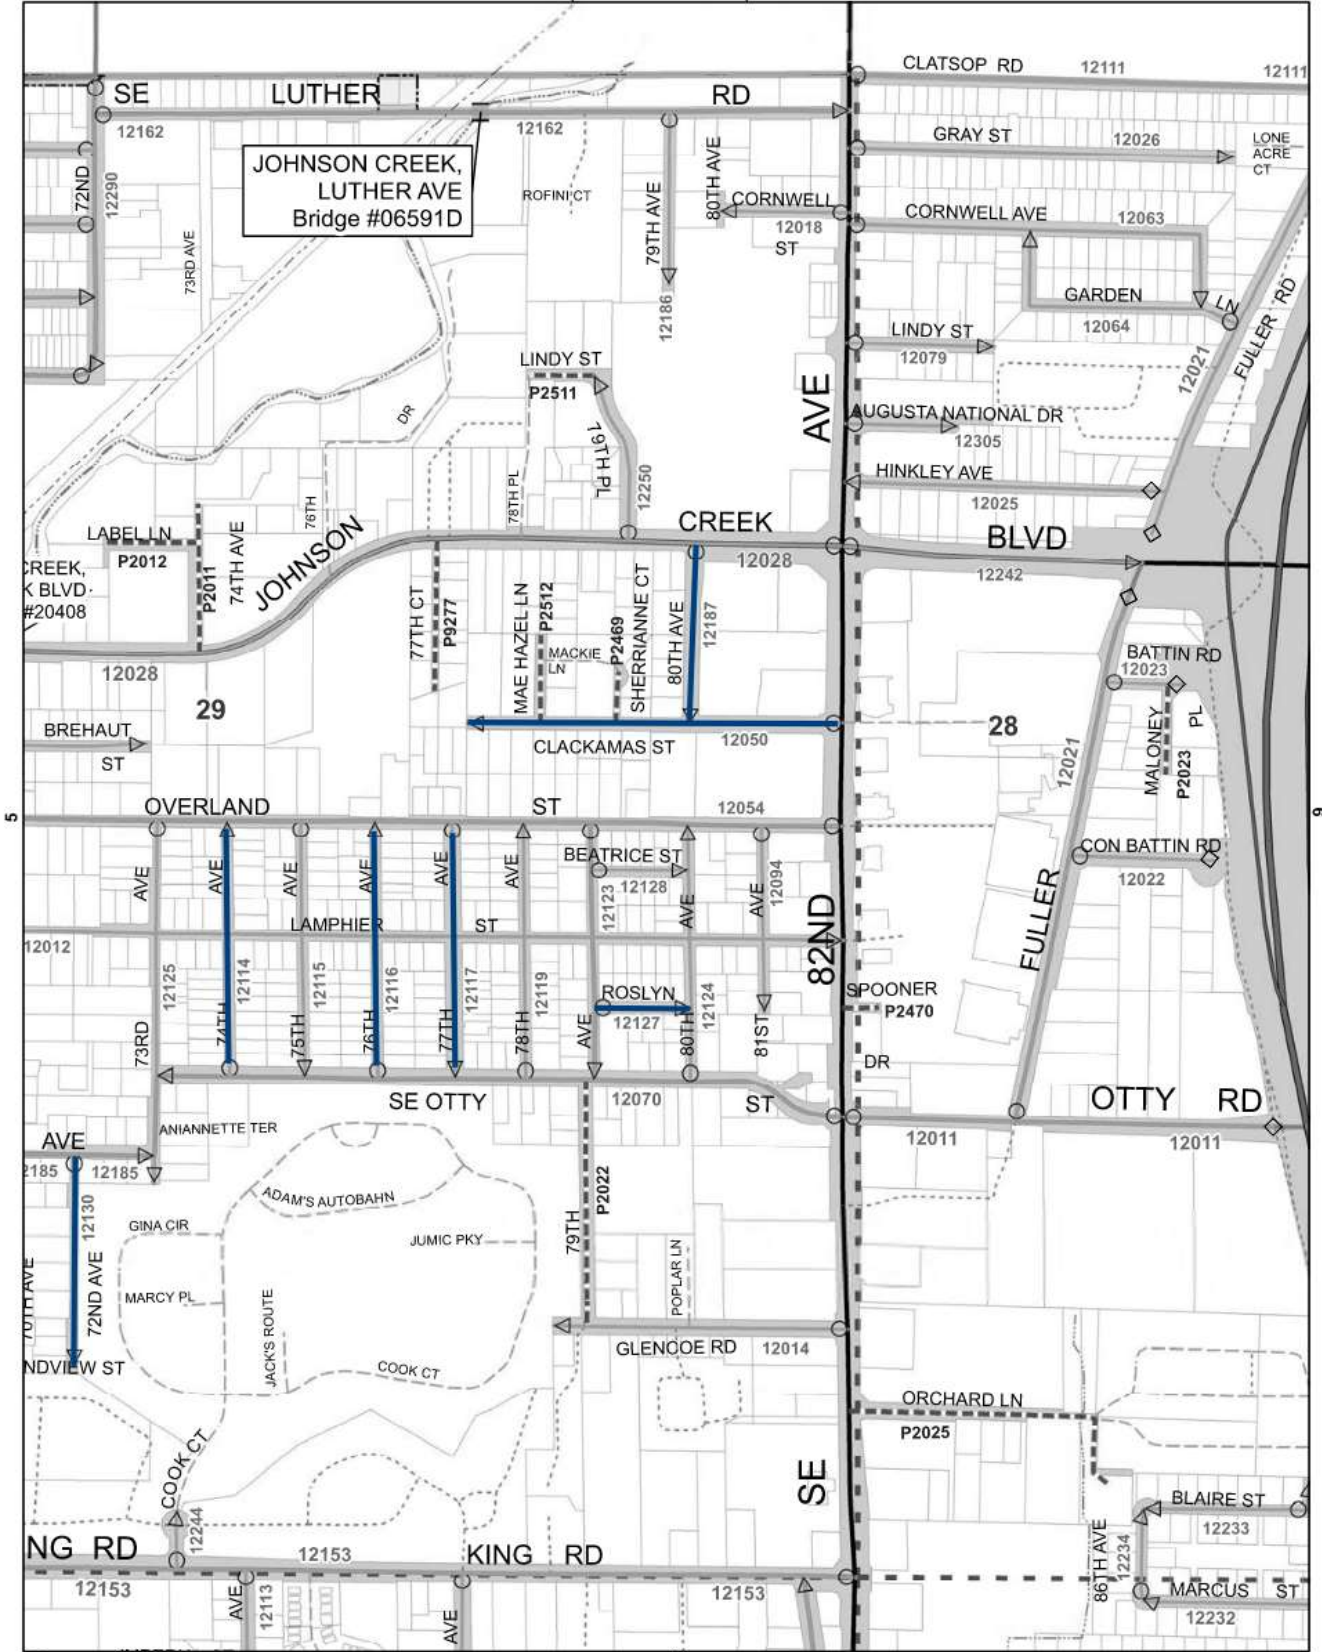 CLATSOP RD 12111 12111
SE LUTHER RD
12162 12162
GRAY ST 12026
LONE
ACRE
CT
JOHNSON CREEK,
LUTHER AVE
Bridge #06591D
72ND 12290
73RD AVE
ROFINI CT
79TH AVE
12186
80TH AVE
CORNWELL
12018
ST
CORNWELL AVE 12063
GARDEN LN
12064
FULLER RD
12021
LINDY ST
12079
LINDY ST
P2511
DR
79TH PL
12250
AVE
AUGUSTA NATIONAL DR
12305
HINKLEY AVE
12025
76TH
78TH PL
LABEL LN
P2012
P2011
74TH AVE
JOHNSON CREEK BLVD
12028
12242
CREEK,
K BLVD
#20408
77TH CT
P9277
MAE HAZEL LN
P2512
MACKIE
LN
P2469
SHERRIANNE CT
80TH AVE
12187
12028
BATTIN RD
12023
MALONEY PL
P2023
29
28
BREHAUT
ST
CLACKAMAS ST 12050
12021
5
OVERLAND ST 12054
9
AVE AVE AVE AVE AVE AVE AVE AVE
BEATRICE ST
12128
12123
12094
CON BATTIN RD
12022
LAMPHIER ST
12012
82ND
FULLER
12125 12114 12115 12116 12117 12119 12124
ROSLYN
12127
SPOONER
P2470
DR
73RD 74TH 75TH 76TH 77TH 78TH AVE 80TH 81ST
SE OTTY ST
12070
OTTY RD
12011 12011
ANIANNETTE TER
AVE
2185 12185
12130
ADAM'S AUTOBAHN
P2022
79TH
GINA CIR
JUMIC PKY
POPLAR LN
70TH AVE
72ND AVE
MARCY PL
JACK'S ROUTE
GLENCOE RD 12014
NDVIEW ST
COOK CT
ORCHARD LN
P2025
COOK CT
12244
SE
BLAIRE ST
12233
86TH AVE
12234
NG RD 12153 KING RD
12153 12153
MARCUS ST
12232
AVE
12113
AVE